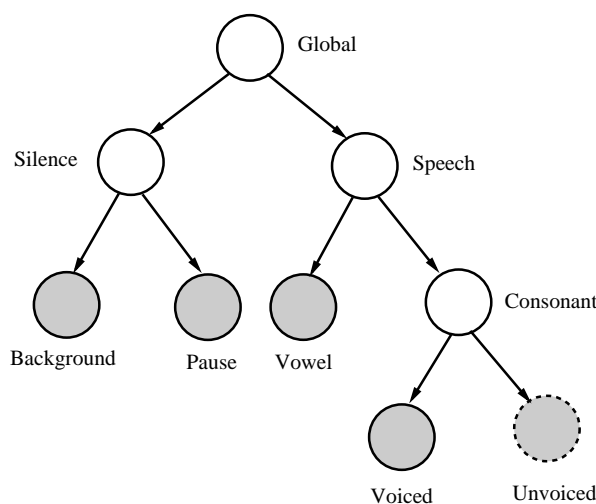 Global
Silence
Speech
Background
Pause
Vowel
Consonant
Voiced
Unvoiced